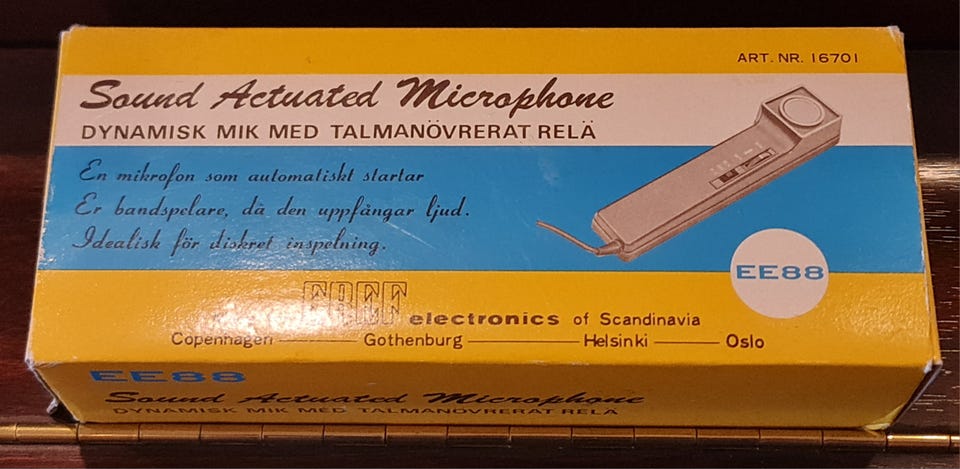 ART. NR. 16701
Sound Actuated Microphone
DYNAMISK MIK MED TALMANÖVRERAT RELÄ
En mikrofon som automatiskt startar
Er bandspelare, då den uppfångar ljud.
Idealisk för diskret inspelning.
EE88
electronics of Scandinavia
Copenhagen Gothenburg Helsinki Oslo
EE88
Sound Actuated Microphone
DYNAMISK MIK MED TALMANÖVRERAT RELÄ